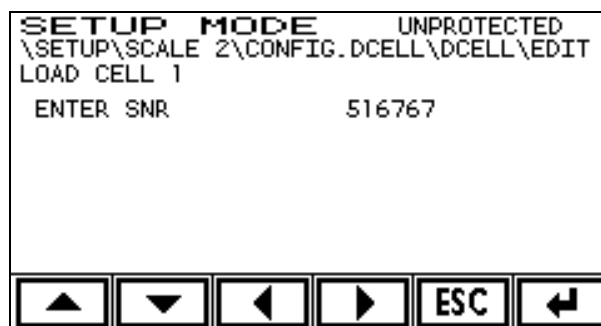 SETUP MODE UNPROTECTED
\SETUP\SCALE 2\CONFIG.DCELL\DCELL\EDIT
LOAD CELL 1
ENTER SNR 516767
ESC